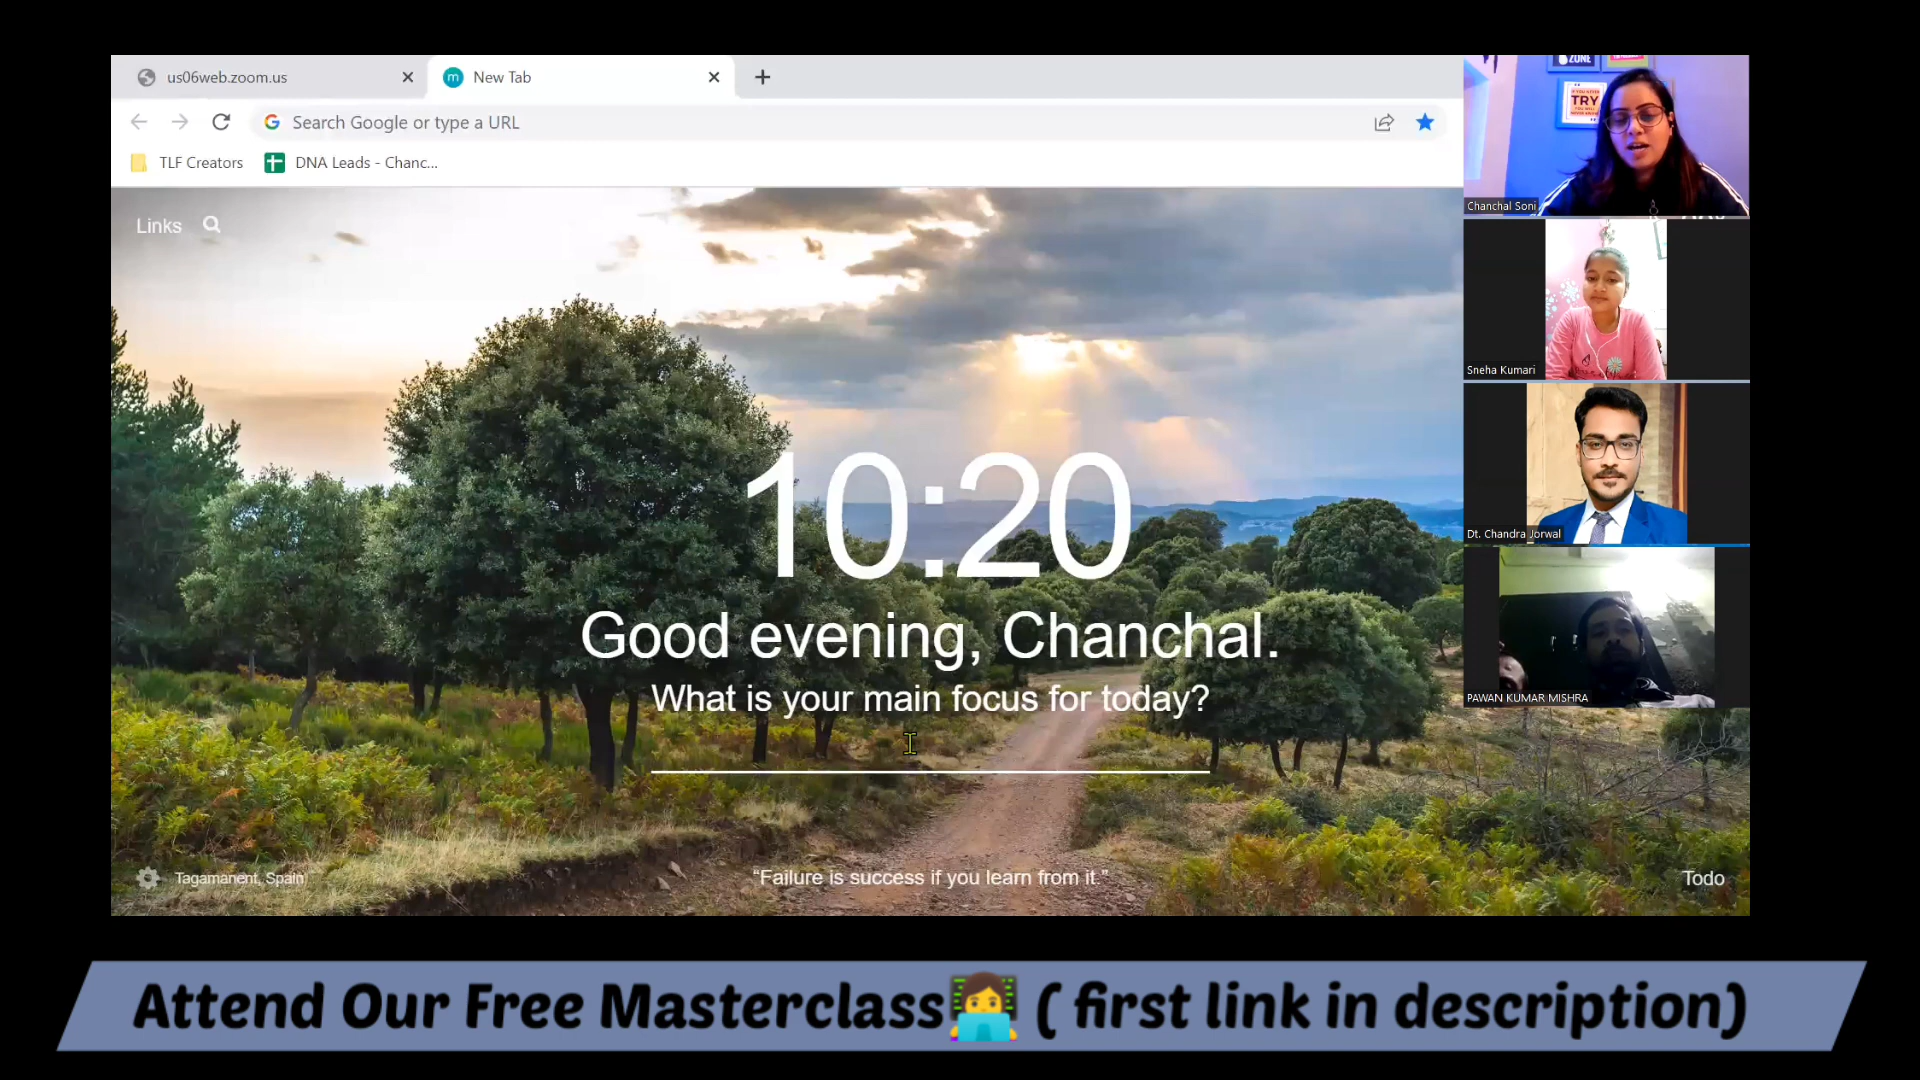 us06web.zoom.us
New Tab
Search Google or type a URL
TLF Creators
DNA Leads - Chanc...
Links
10:20
Good evening, Chanchal.
What is your main focus for today?
Tagamanent, Spain
“Failure is success if you learn from it.”
Todo
ZONE
TRY
Chanchal Soni
Sneha Kumari
Dt. Chandra Jorwal
PAWAN KUMAR MISHRA
Attend Our Free Masterclass ( first link in description)